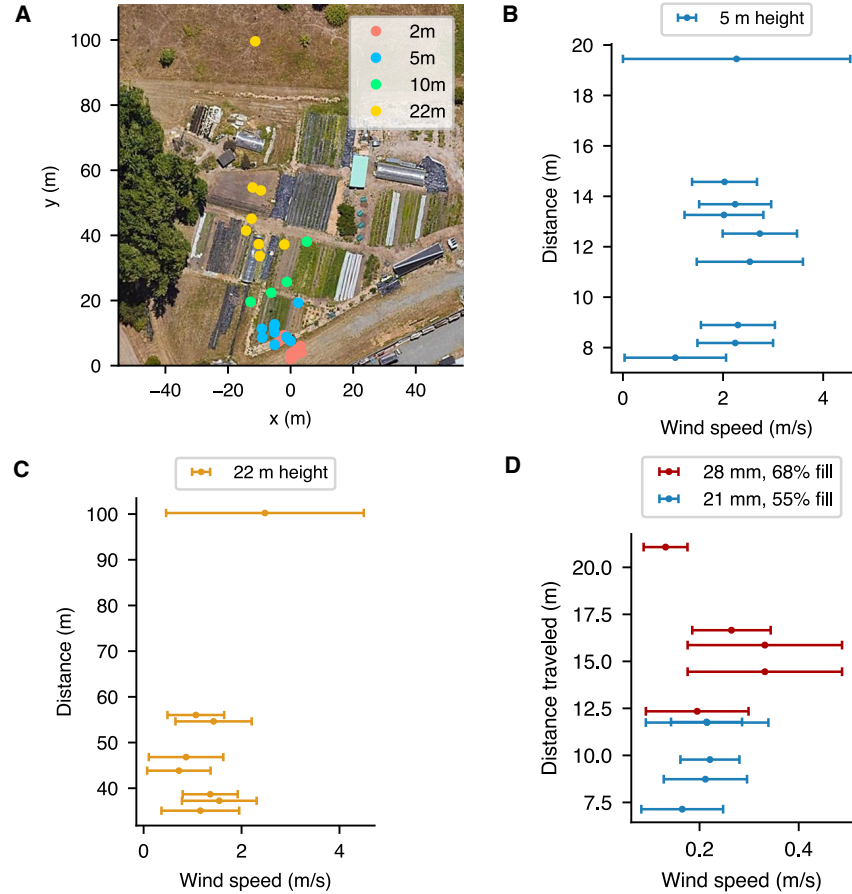 A
y (m)
100
80
60
40
20
0
−40
−20
0
20
40
x (m)
2m
5m
10m
22m
B
5 m height
Distance (m)
20
18
16
14
12
10
8
0
2
4
Wind speed (m/s)
C
22 m height
Distance (m)
100
90
80
70
60
50
40
0
2
4
Wind speed (m/s)
D
28 mm, 68% fill
21 mm, 55% fill
Distance traveled (m)
20.0
17.5
15.0
12.5
10.0
7.5
0.2
0.4
Wind speed (m/s)